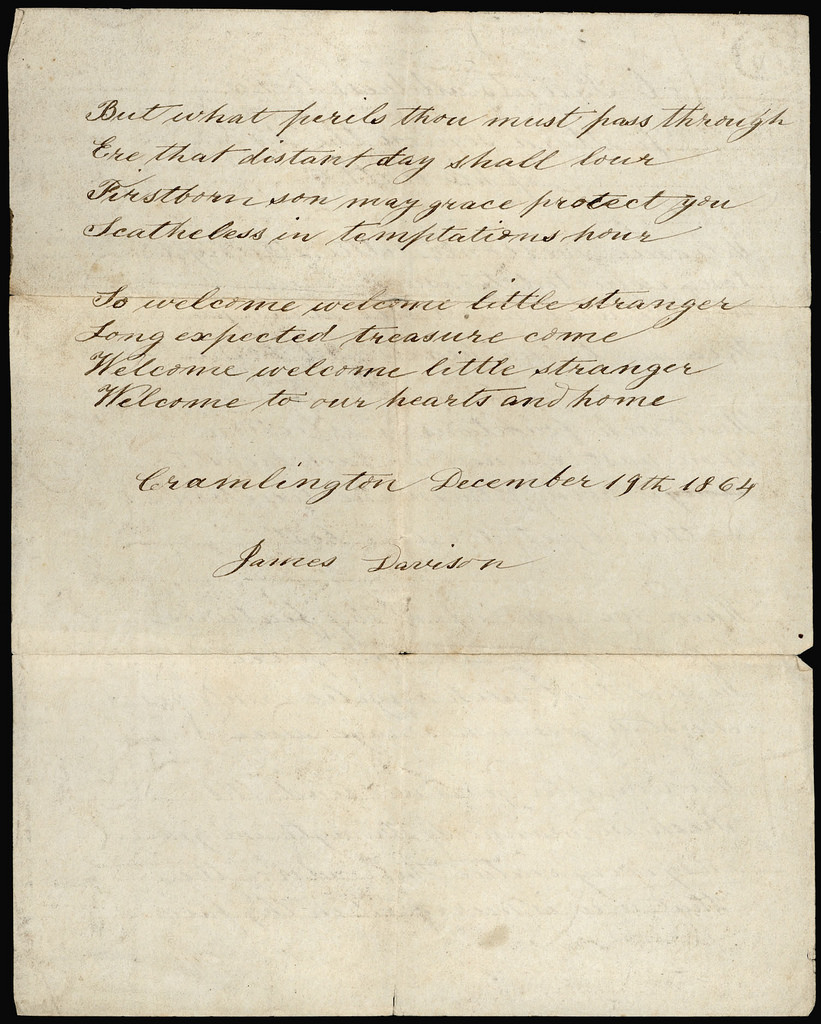 But what perils thou must pass through
Ere that distant day shall lour
Firstborn son may grace protect you
Scatheless in temptations hour
So welcome welcome little stranger
Long expected treasure come
Welcome welcome little stranger
Welcome to our hearts and home
Cramlington December 19th 1864
James Davison